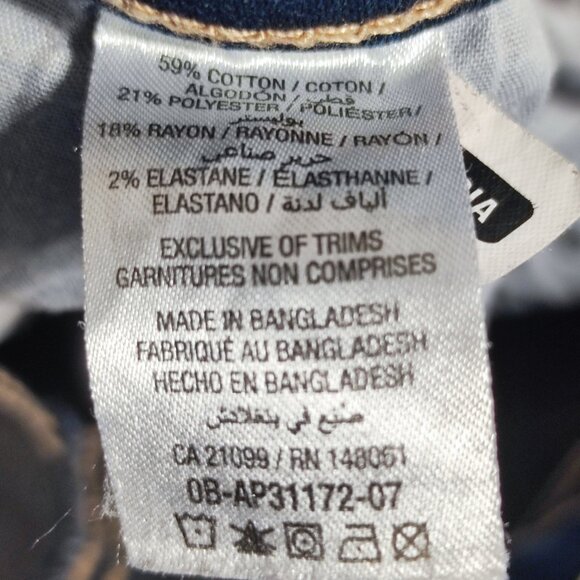 59% COTTON / COTON /
ALGODÓN / قطن
21% POLYESTER / POLIÉSTER /
بوليستر
18% RAYON / RAYONNE / RAYÓN /
حرير صناعي
2% ELASTANE / ÉLASTHANNE /
ELASTANO / ألياف لدنة
EXCLUSIVE OF TRIMS
GARNITURES NON COMPRISES
MADE IN BANGLADESH
FABRIQUÉ AU BANGLADESH
HECHO EN BANGLADESH
صنع في بنغلادش
CA 21099 / RN 148051
0B-AP31172-07